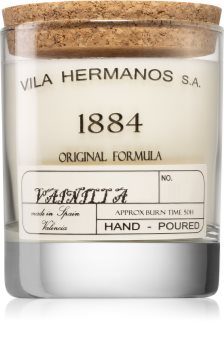 VILA HERMANOS S.A.
1884
ORIGINAL FORMULA
VAINILLA
NO.
made in Spain
Valencia
APPROX BURN TIME 50H
HAND - POURED